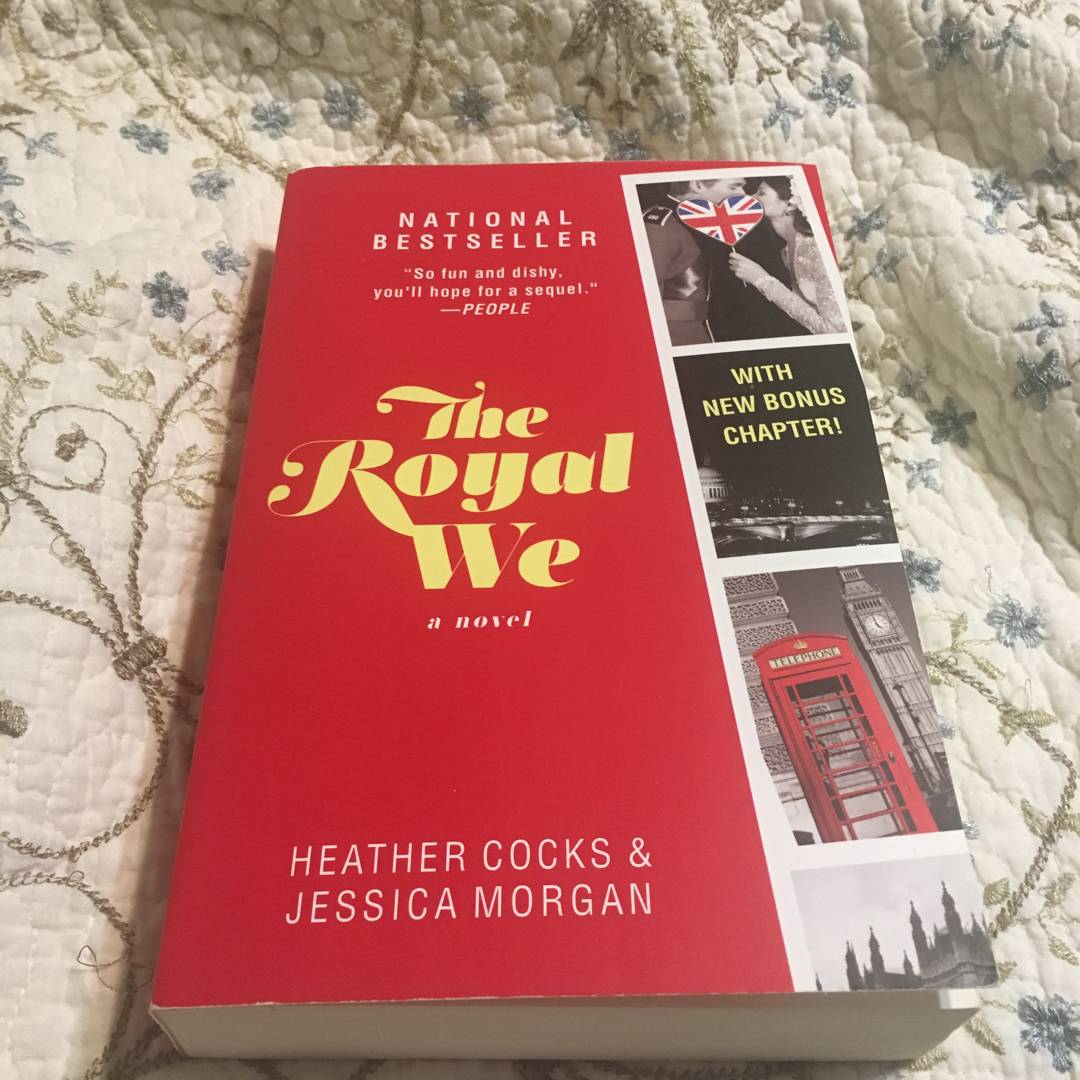 NATIONAL
BESTSELLER
"So fun and dishy,
you'll hope for a sequel."
—PEOPLE
The
Royal
We
a novel
HEATHER COCKS &
JESSICA MORGAN
WITH
NEW BONUS
CHAPTER!
TELEPHONE